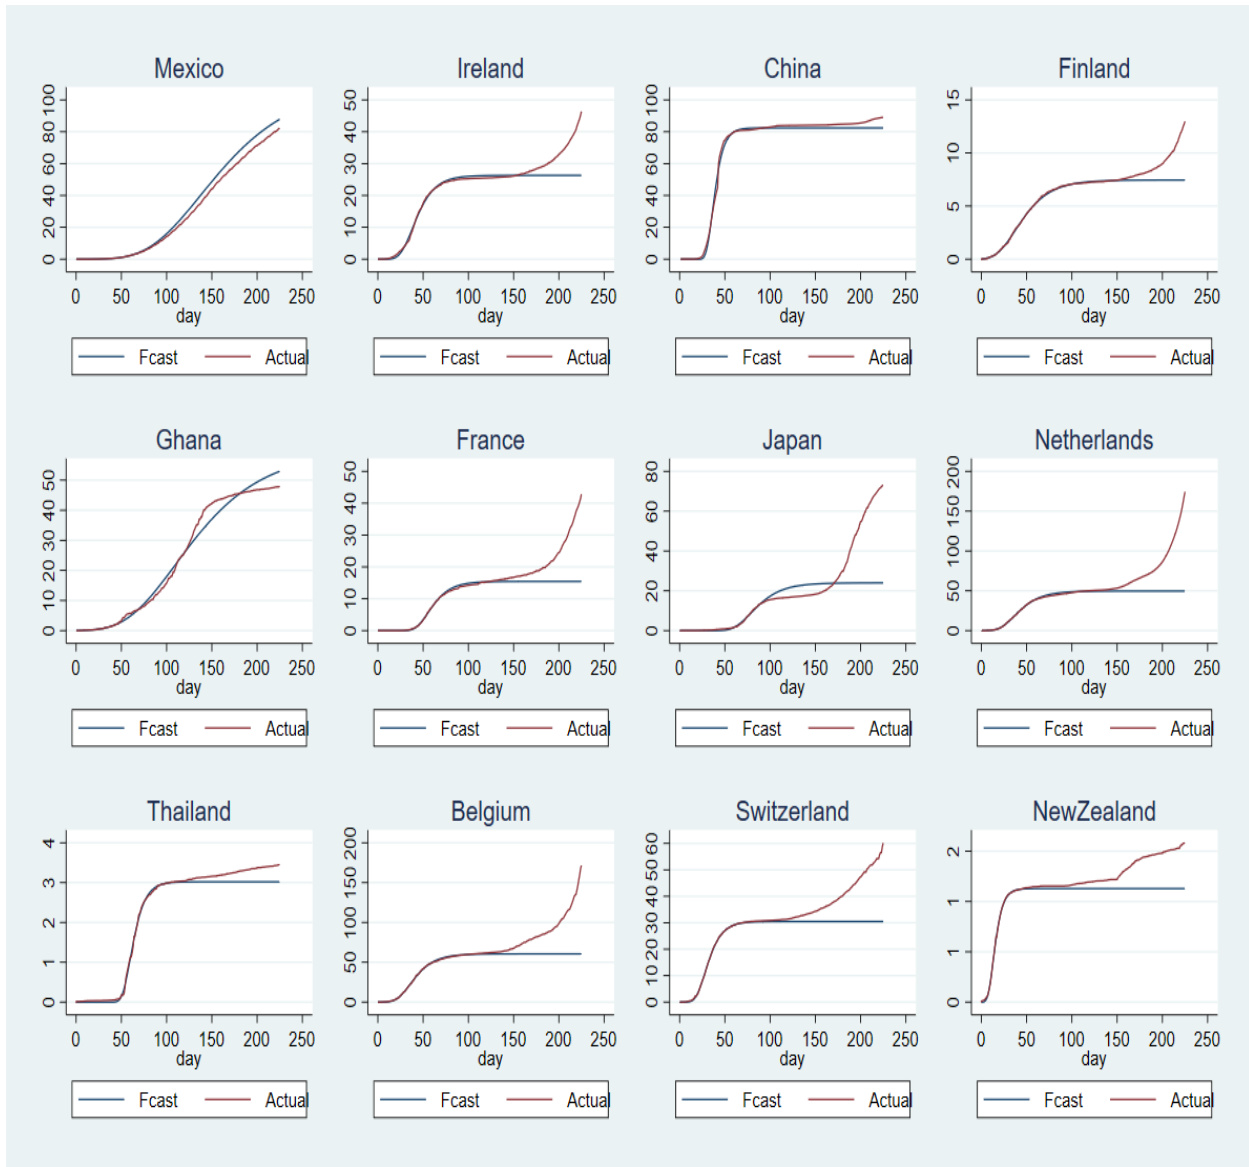 Mexico
0 20 40 60 80 100
0 50 100 150 200 250
day
Fcast Actual
Ireland
0 10 20 30 40 50
0 50 100 150 200 250
day
Fcast Actual
China
0 20 40 60 80 100
0 50 100 150 200 250
day
Fcast Actual
Finland
0 5 10 15
0 50 100 150 200 250
day
Fcast Actual
Ghana
0 10 20 30 40 50
0 50 100 150 200 250
day
Fcast Actual
France
0 10 20 30 40 50
0 50 100 150 200 250
day
Fcast Actual
Japan
0 20 40 60 80
0 50 100 150 200 250
day
Fcast Actual
Netherlands
0 50 100 150 200
0 50 100 150 200 250
day
Fcast Actual
Thailand
0 1 2 3 4
0 50 100 150 200 250
day
Fcast Actual
Belgium
0 50 100 150 200
0 50 100 150 200 250
day
Fcast Actual
Switzerland
0 10 20 30 40 50 60
0 50 100 150 200 250
day
Fcast Actual
NewZealand
0 1 1 2
0 50 100 150 200 250
day
Fcast Actual